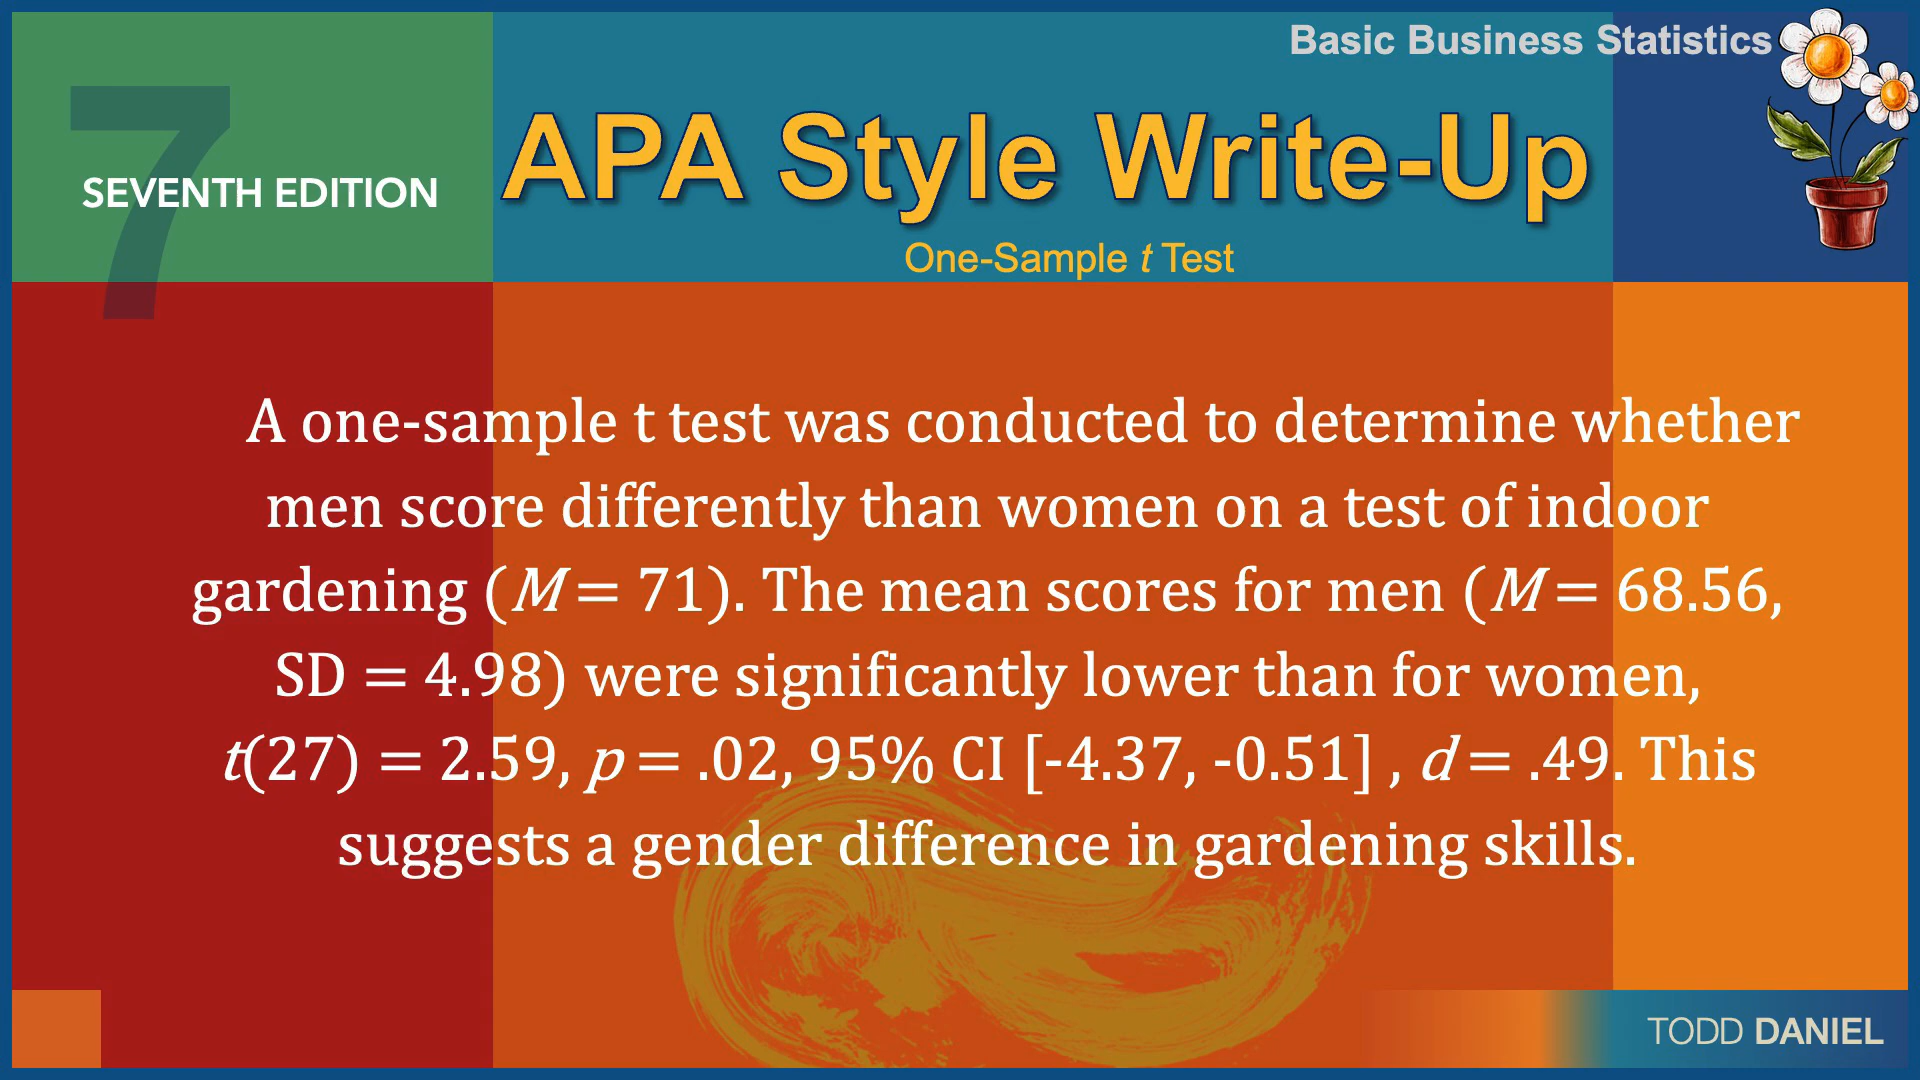 Basic Business Statistics
7
SEVENTH EDITION
APA Style Write-Up
One-Sample t Test
A one-sample t test was conducted to determine whether
men score differently than women on a test of indoor
gardening (M = 71). The mean scores for men (M = 68.56,
SD = 4.98) were significantly lower than for women,
t(27) = 2.59, p = .02, 95% CI [-4.37, -0.51] , d = .49. This
suggests a gender difference in gardening skills.
TODD DANIEL